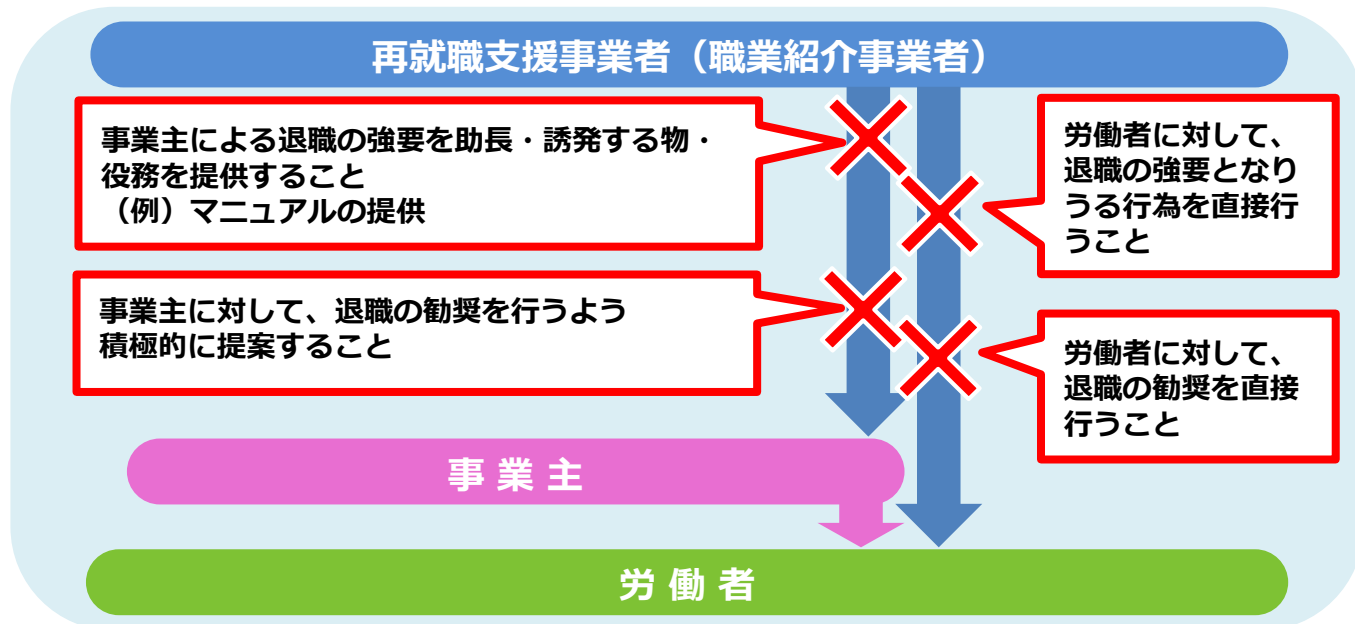 再就職支援事業者（職業紹介事業者）
事業主による退職の強要を助長・誘発する物・
役務を提供すること
（例）マニュアルの提供
労働者に対して、
退職の強要となり
うる行為を直接行
うこと
事業主に対して、退職の勧奨を行うよう
積極的に提案すること
労働者に対して、
退職の勧奨を直接
行うこと
事 業 主
労 働 者